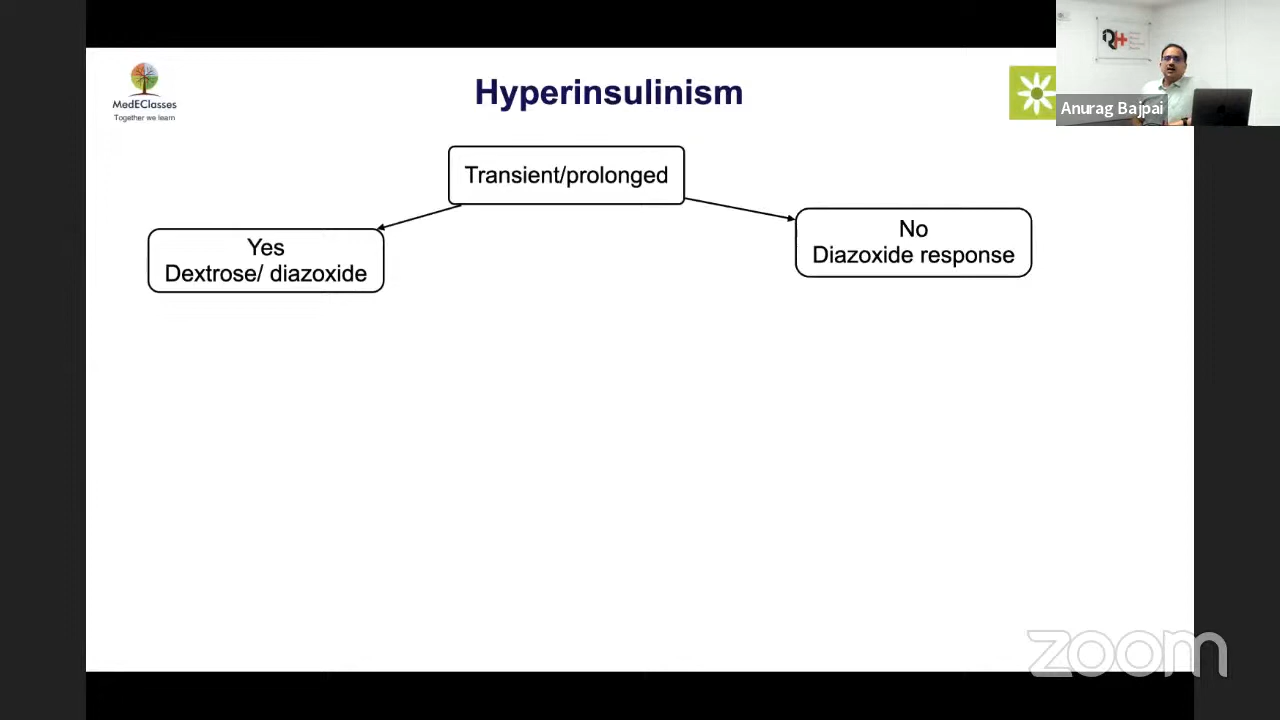 MedEClasses
Together we learn
Hyperinsulinism
Anurag Bajpai
Transient/prolonged
Yes
Dextrose/ diazoxide
No
Diazoxide response
zoom